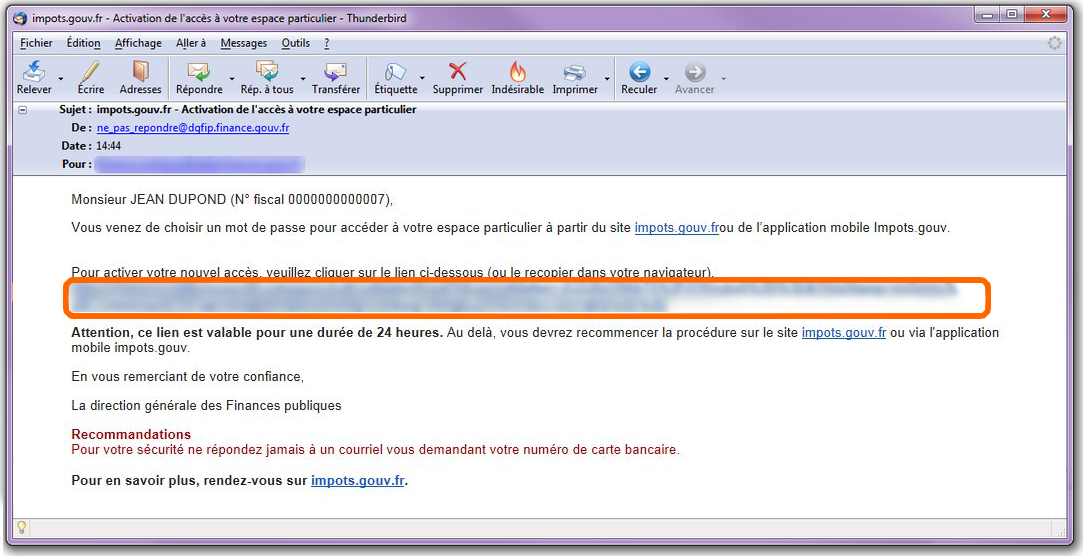 impots.gouv.fr - Activation de l'accès à votre espace particulier - Thunderbird
Fichier Édition Affichage Aller à Messages Outils ?
Relever Écrire Adresses Répondre Rép. à tous Transférer Étiquette Supprimer Indésirable Imprimer Reculer Avancer
Sujet : impots.gouv.fr - Activation de l'accès à votre espace particulier
De : ne_pas_repondre@dgfip.finance.gouv.fr
Date : 14:44
Pour :
Monsieur JEAN DUPOND (N° fiscal 0000000000007),
Vous venez de choisir un mot de passe pour accéder à votre espace particulier à partir du site impots.gouv.frou de l'application mobile Impots.gouv.
Pour activer votre nouvel accès, veuillez cliquer sur le lien ci-dessous (ou le recopier dans votre navigateur).
Attention, ce lien est valable pour une durée de 24 heures. Au delà, vous devrez recommencer la procédure sur le site impots.gouv.fr ou via l'application
mobile impots.gouv.
En vous remerciant de votre confiance,
La direction générale des Finances publiques
Recommandations
Pour votre sécurité ne répondez jamais à un courriel vous demandant votre numéro de carte bancaire.
Pour en savoir plus, rendez-vous sur impots.gouv.fr.